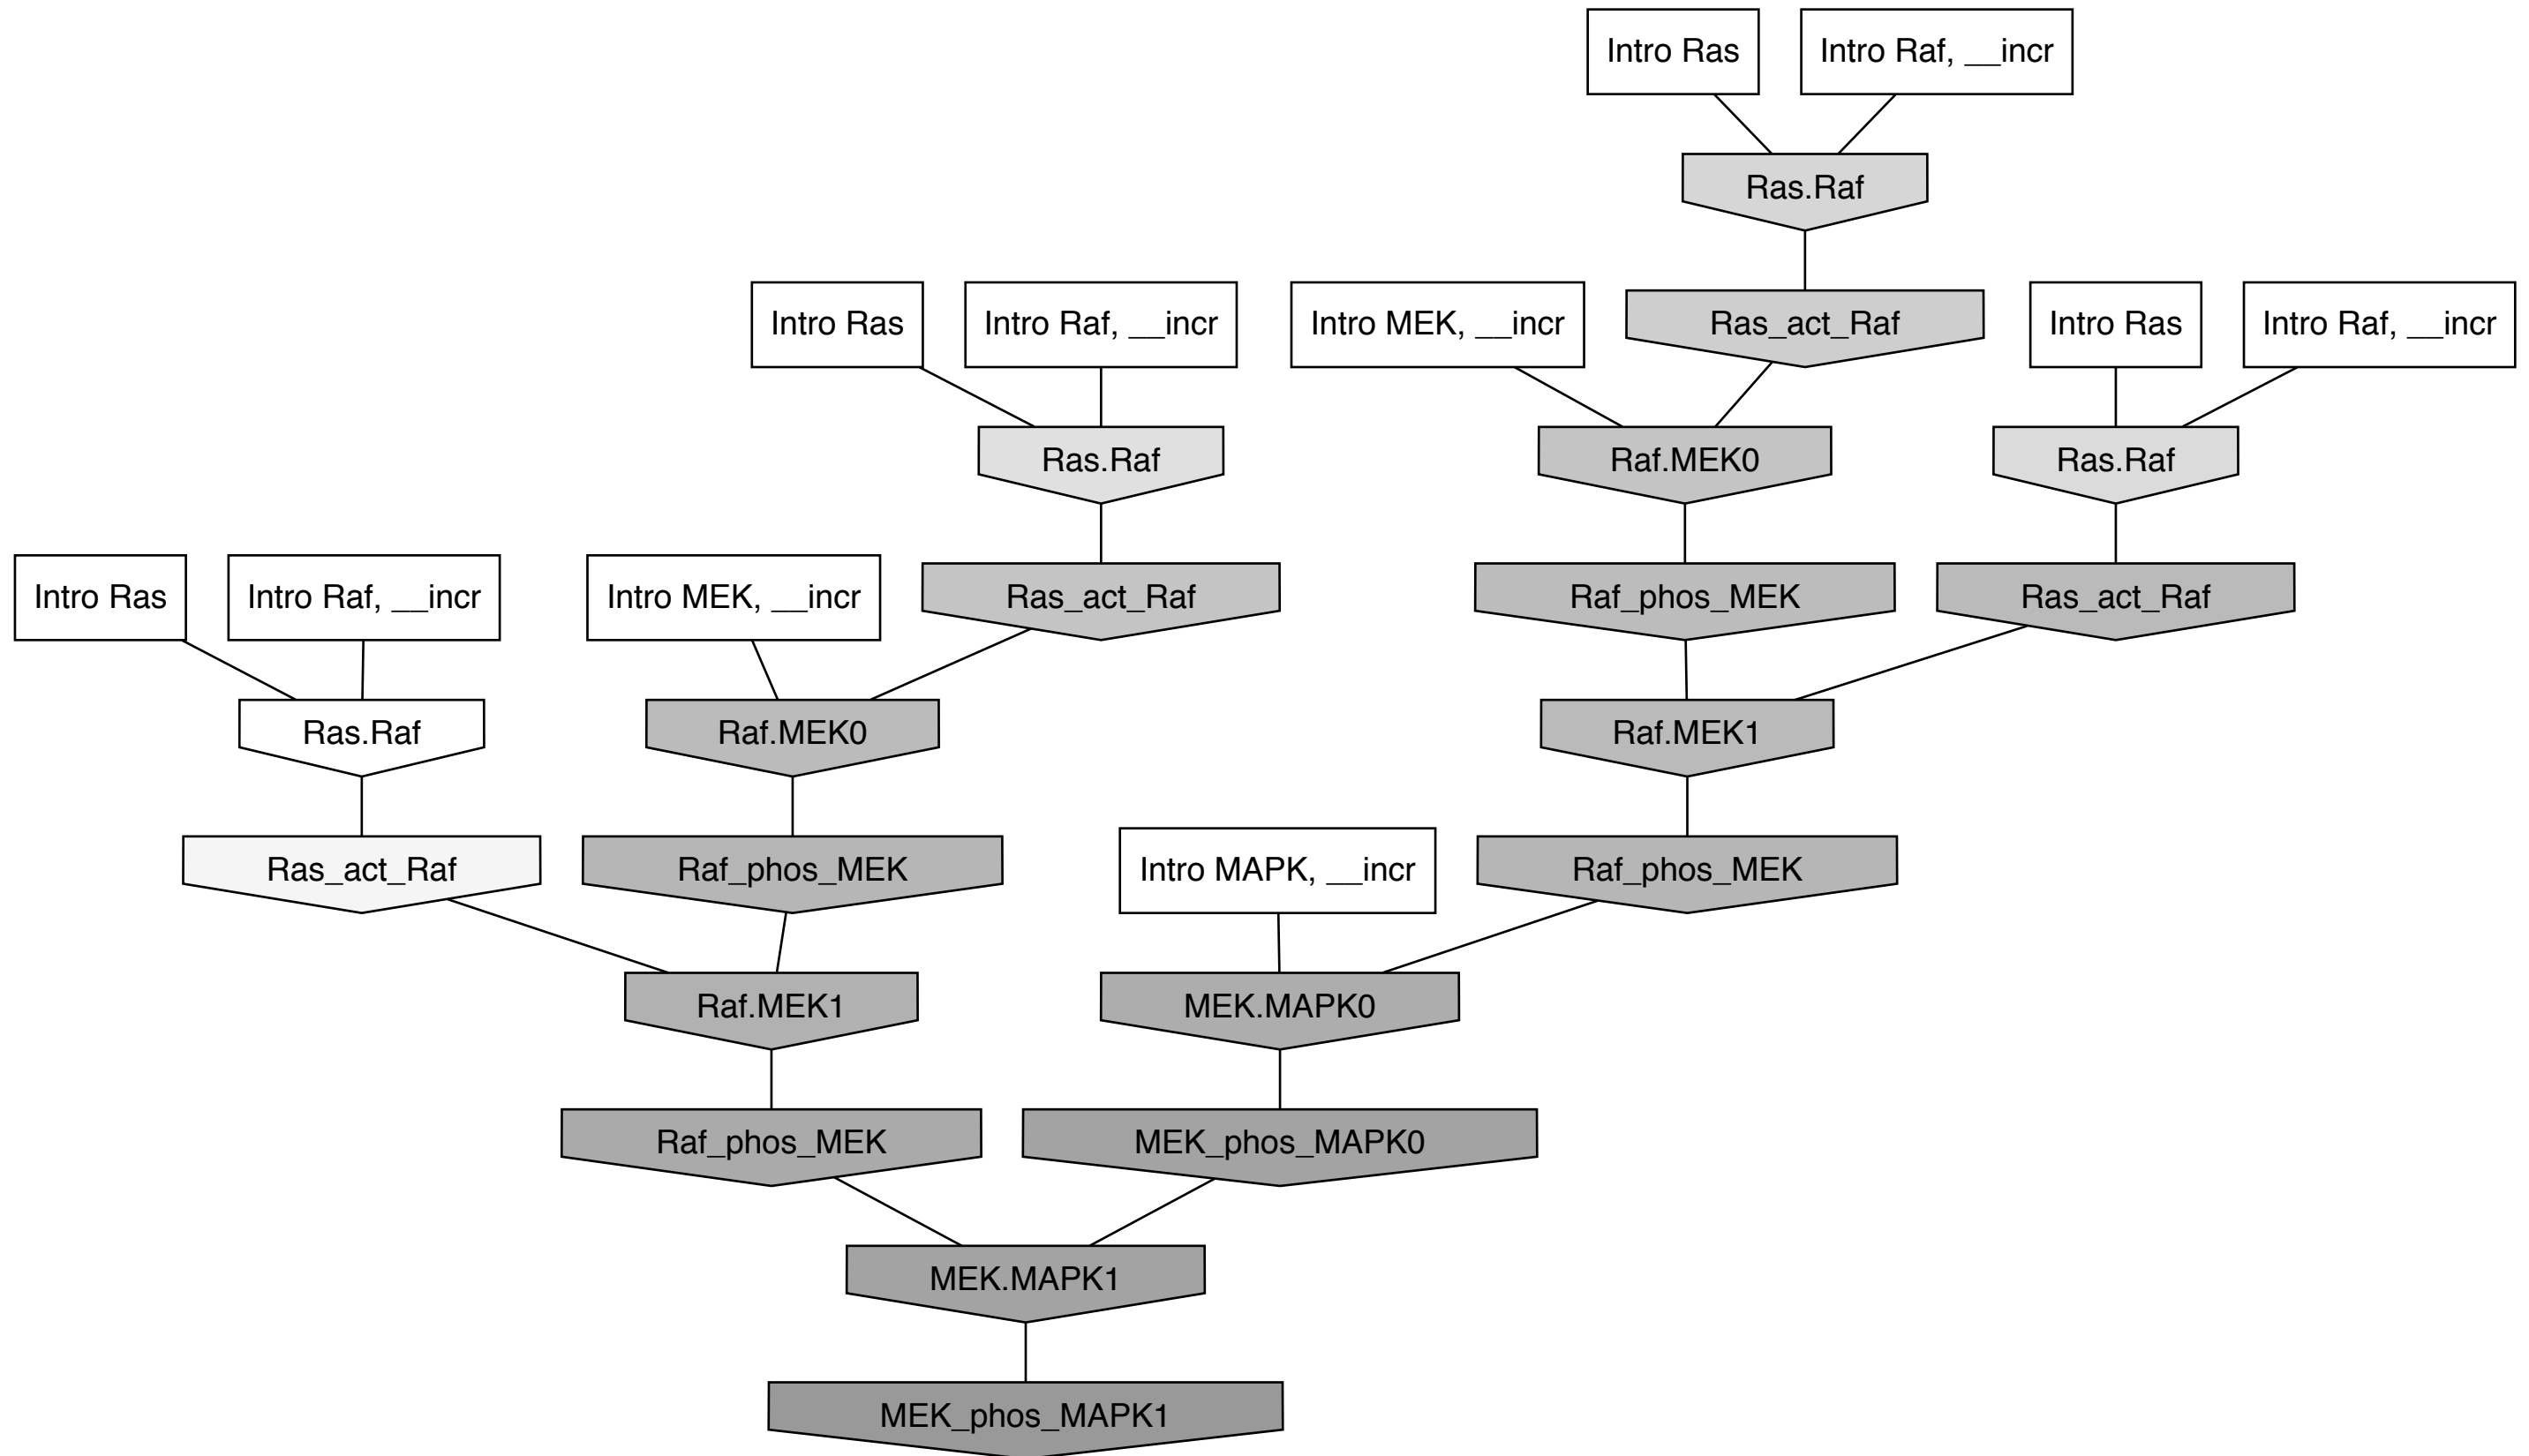 Intro Ras
Intro Raf, __incr
Ras.Raf
Intro Ras
Intro Raf, __incr
Intro MEK, __incr
Ras_act_Raf
Intro Ras
Intro Raf, __incr
Ras.Raf
Raf.MEK0
Ras.Raf
Intro Ras
Intro Raf, __incr
Intro MEK, __incr
Ras_act_Raf
Raf_phos_MEK
Ras_act_Raf
Ras.Raf
Raf.MEK0
Raf.MEK1
Ras_act_Raf
Raf_phos_MEK
Intro MAPK, __incr
Raf_phos_MEK
Raf.MEK1
MEK.MAPK0
Raf_phos_MEK
MEK_phos_MAPK0
MEK.MAPK1
MEK_phos_MAPK1